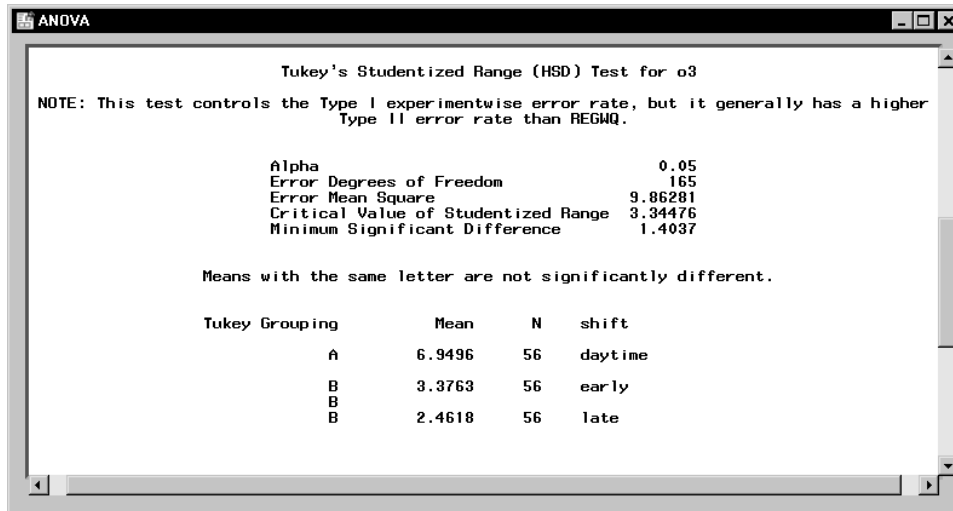 ANOVA
Tukey's Studentized Range (HSD) Test for o3
NOTE: This test controls the Type I experimentwise error rate, but it generally has a higher
Type II error rate than REGWQ.
Alpha 0.05
Error Degrees of Freedom 165
Error Mean Square 9.86281
Critical Value of Studentized Range 3.34476
Minimum Significant Difference 1.4037
Means with the same letter are not significantly different.
Tukey Grouping Mean N shift
A 6.9496 56 daytime
B 3.3763 56 early
B
B 2.4618 56 late